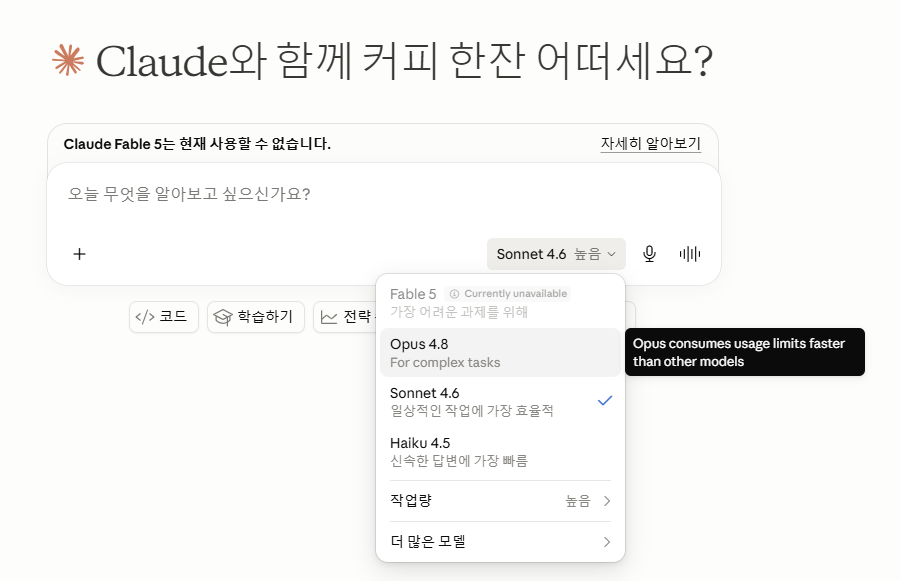 Claude와 함께 커피 한잔 어떠세요?
Claude Fable 5는 현재 사용할 수 없습니다. 자세히 알아보기
오늘 무엇을 알아보고 싶으신가요?
Sonnet 4.6 높음
코드 학습하기 전략
Fable 5 Currently unavailable
가장 어려운 과제를 위해
Opus 4.8
For complex tasks
Opus consumes usage limits faster
than other models
Sonnet 4.6
일상적인 작업에 가장 효율적
Haiku 4.5
신속한 답변에 가장 빠름
작업량 높음
더 많은 모델